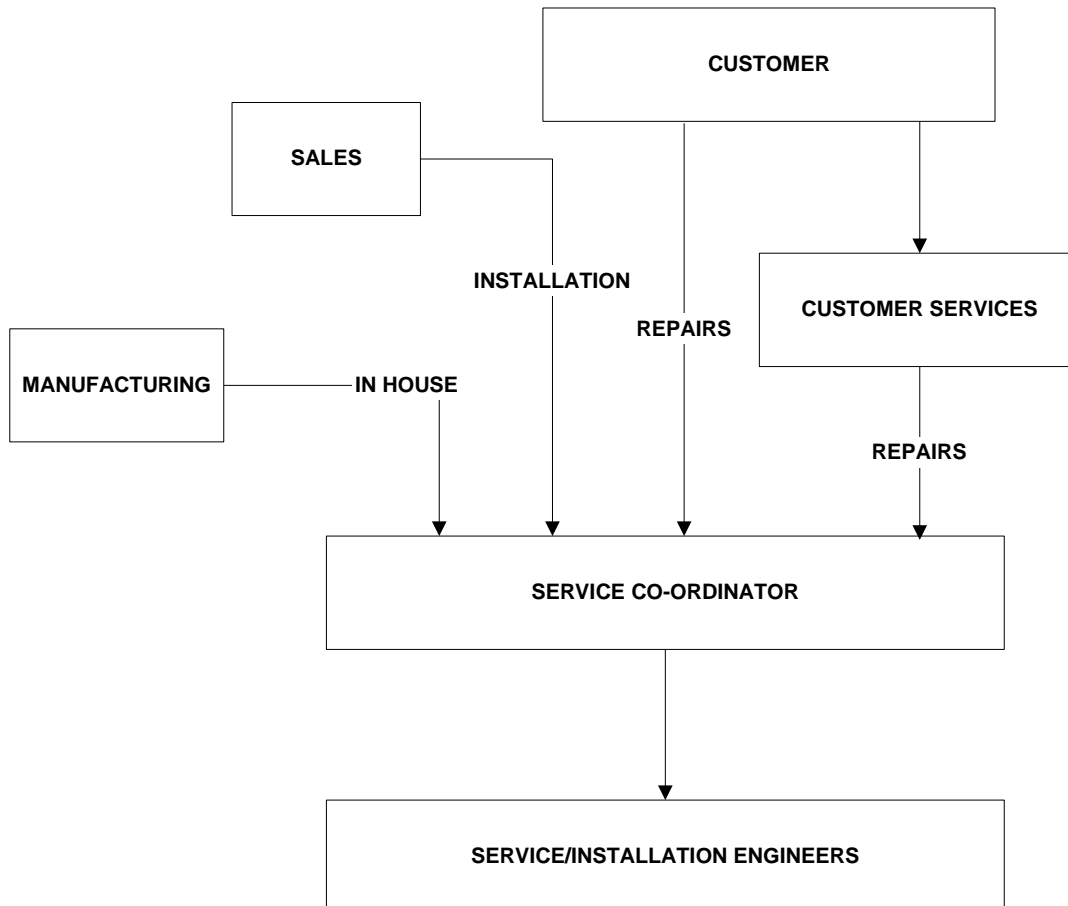 CUSTOMER
SALES
INSTALLATION
CUSTOMER SERVICES
REPAIRS
MANUFACTURING
IN HOUSE
REPAIRS
SERVICE CO-ORDINATOR
SERVICE/INSTALLATION ENGINEERS